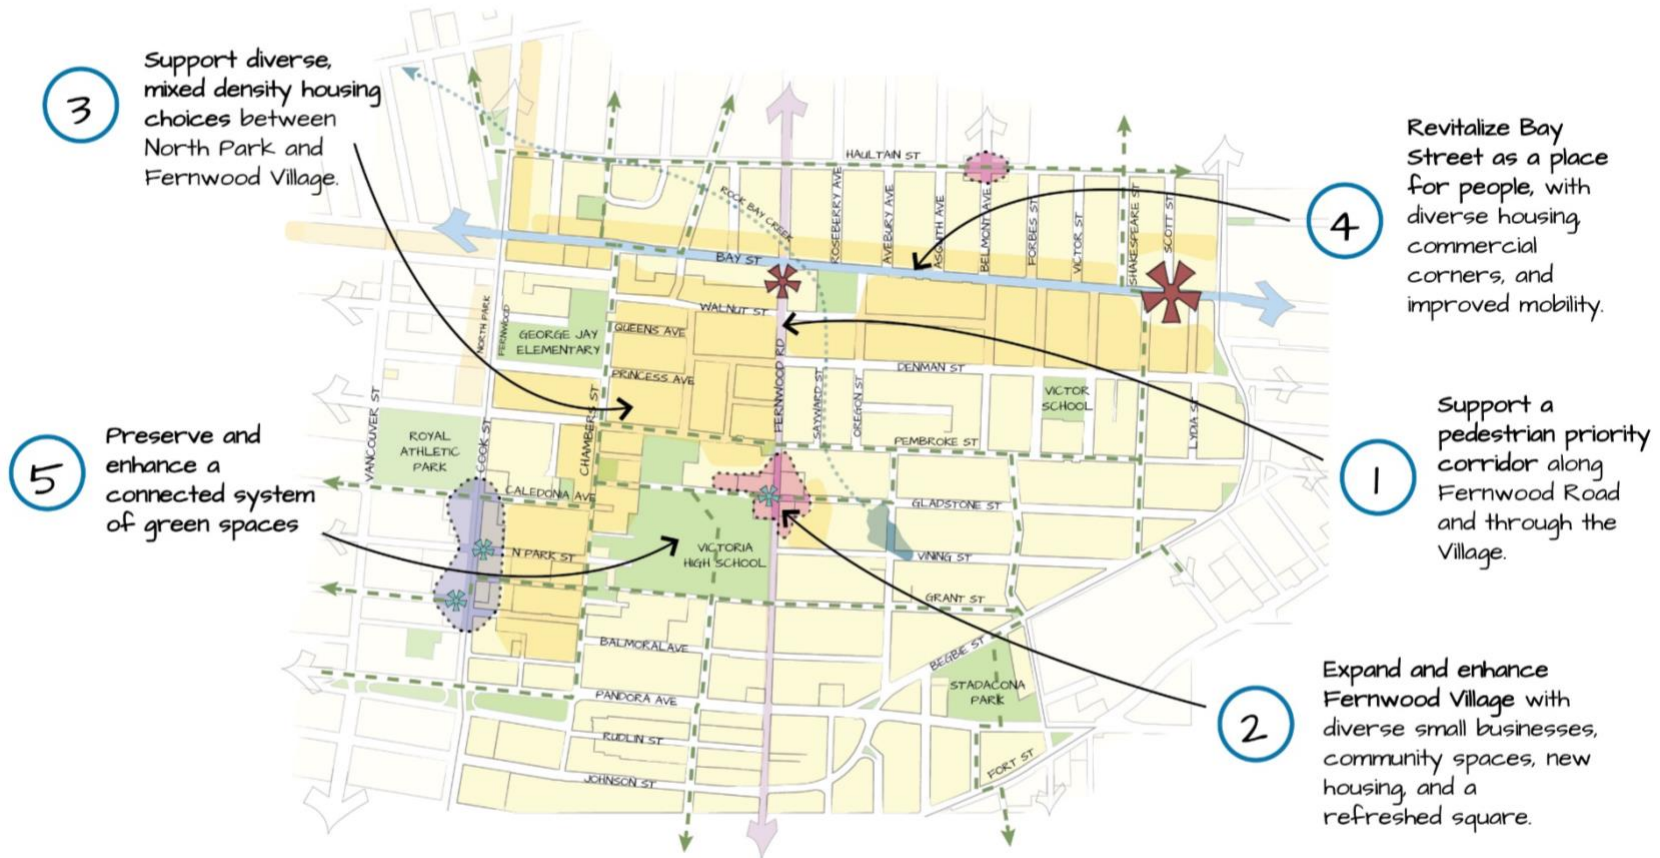 3
Support diverse,
mixed density housing
choices between
North Park and
Fernwood Village.
4
Revitalize Bay
Street as a place
for people, with
diverse housing,
commercial
corners, and
improved mobility.
5
Preserve and
enhance a
connected system
of green spaces
1
Support a
pedestrian priority
corridor along
Fernwood Road
and through the
Village.
2
Expand and enhance
Fernwood Village with
diverse small businesses,
community spaces, new
housing, and a
refreshed square.
HAULTAIN ST
ROCK BAY CREEK
ROSEBERRY AVE
AVEBURY AVE
ASQUITH AVE
BELMONT AVE
FORBES ST
VICTOR ST
SHAKESPEARE ST
SCOTT ST
BAY ST
WALNUT ST
NORTH PARK
FERNWOOD
GEORGE JAY
ELEMENTARY
QUEENS AVE
PRINCESS AVE
FERNWOOD RD
DENMAN ST
SAYWARD ST
OREGON ST
VICTOR
SCHOOL
LYDIA ST
VANCOUVER ST
ROYAL
ATHLETIC
PARK
COOK ST
CHAMBERS ST
PEMBROKE ST
CALEDONIA AVE
GLADSTONE ST
N PARK ST
VICTORIA
HIGH SCHOOL
VINING ST
GRANT ST
BALMORAL AVE
BEGBIE ST
STADACONA
PARK
PANDORA AVE
RUDLIN ST
JOHNSON ST
FORT ST